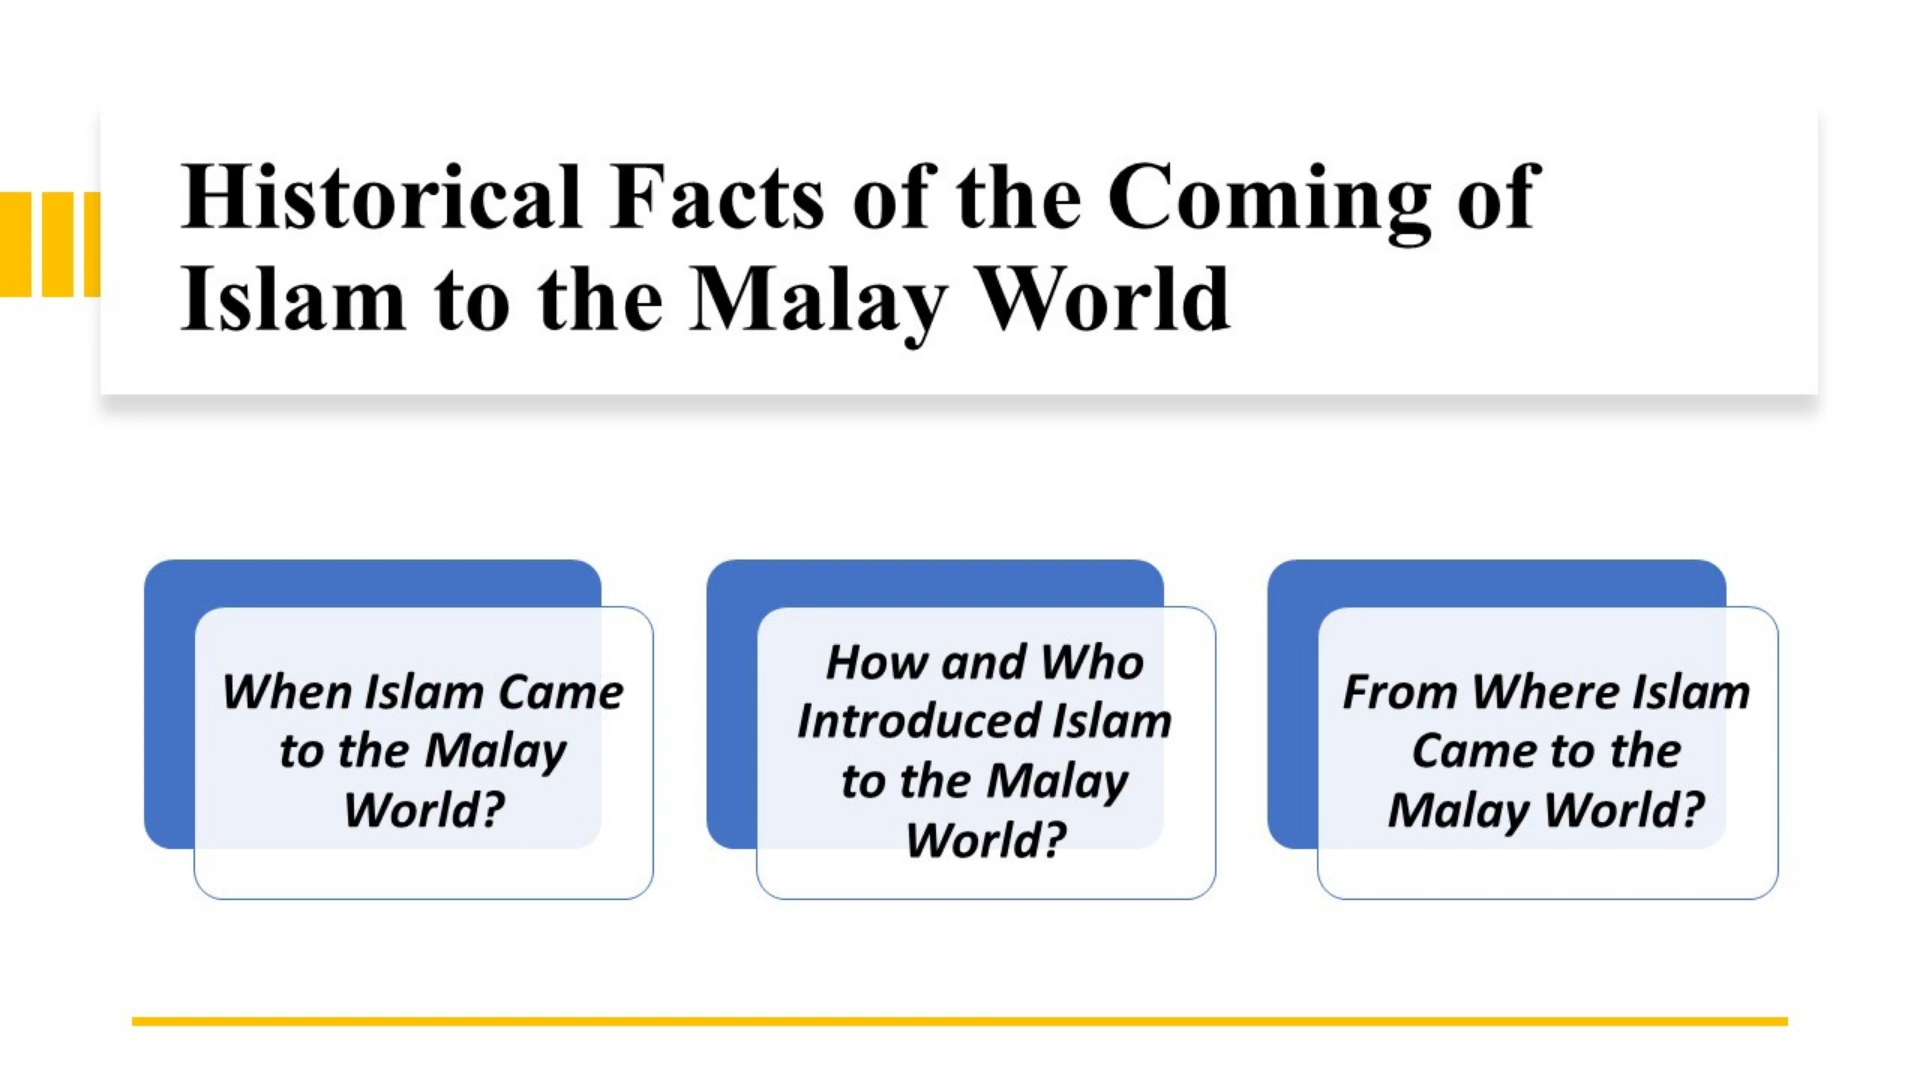 Historical Facts of the Coming of
Islam to the Malay World
When Islam Came
to the Malay
World?
How and Who
Introduced Islam
to the Malay
World?
From Where Islam
Came to the
Malay World?